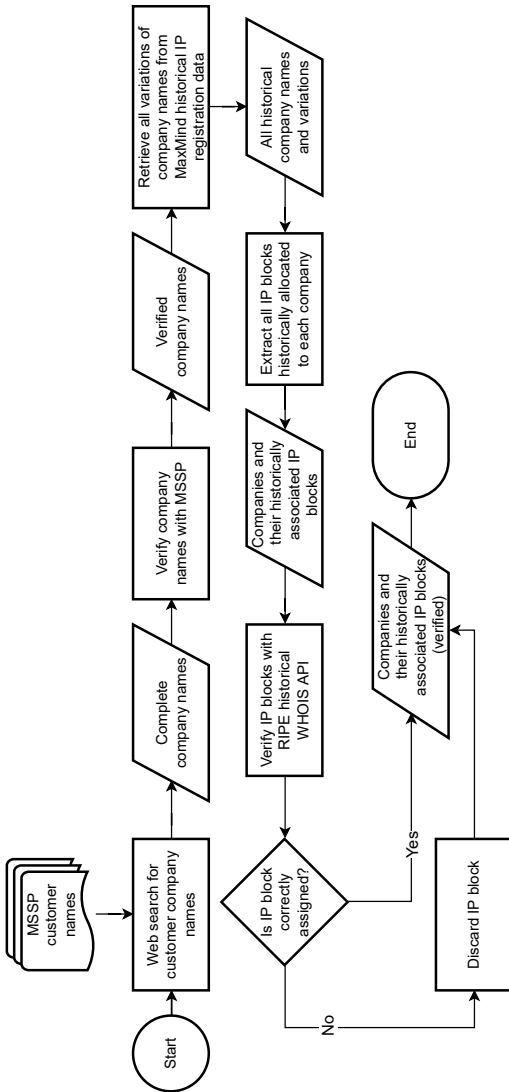 MSSP
customer
names
Start
Web search for
customer company
names
Complete
company names
Verify company
names with MSSP
Verified
company names
Retrieve all variations of
company names from
MaxMind historical IP
registration data
All historical
company names
and variations
Extract all IP blocks
historically allocated
to each company
Companies and
their historically
associated IP
blocks
Verify IP blocks with
RIPE historical
WHOIS API
Is IP block
correctly
assigned?
Yes
No
Discard IP block
Companies and
their historically
associated IP blocks
(verified)
End